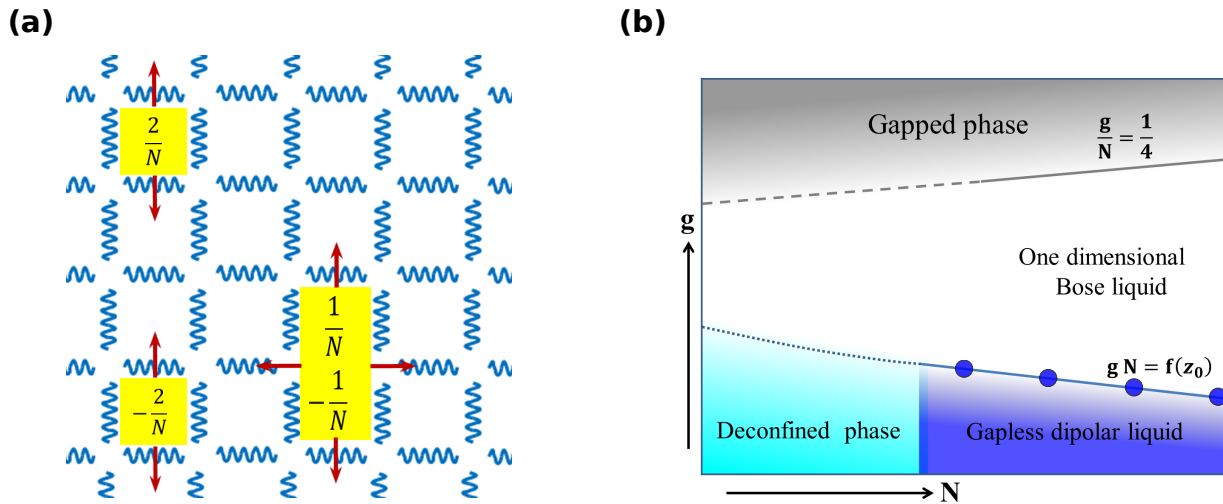 (a)
2/N
-2/N
1/N
-1/N
(b)
Gapped phase
g/N = 1/4
g
One dimensional
Bose liquid
g N = f(z₀)
Deconfined phase
Gapless dipolar liquid
N